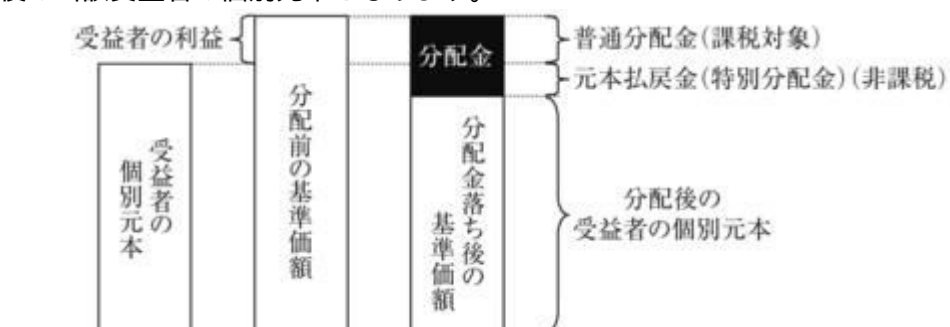 受益者の利益
分配金
普通分配金(課税対象)
元本払戻金(特別分配金)(非課税)
受益者の
個別元本
分配前の基準価額
分配金落ち後の
基準価額
分配後の
受益者の個別元本